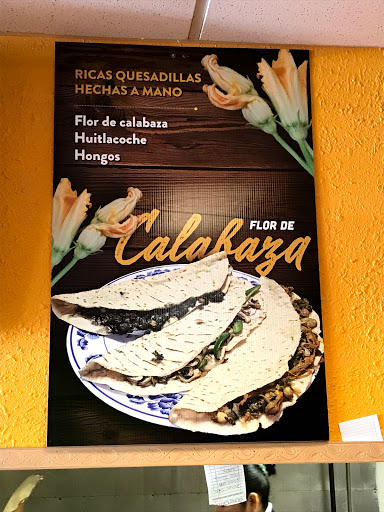 RICAS QUESADILLAS
HECHAS A MANO
Flor de calabaza
Huitlacoche
Hongos
FLOR DE
Calabaza